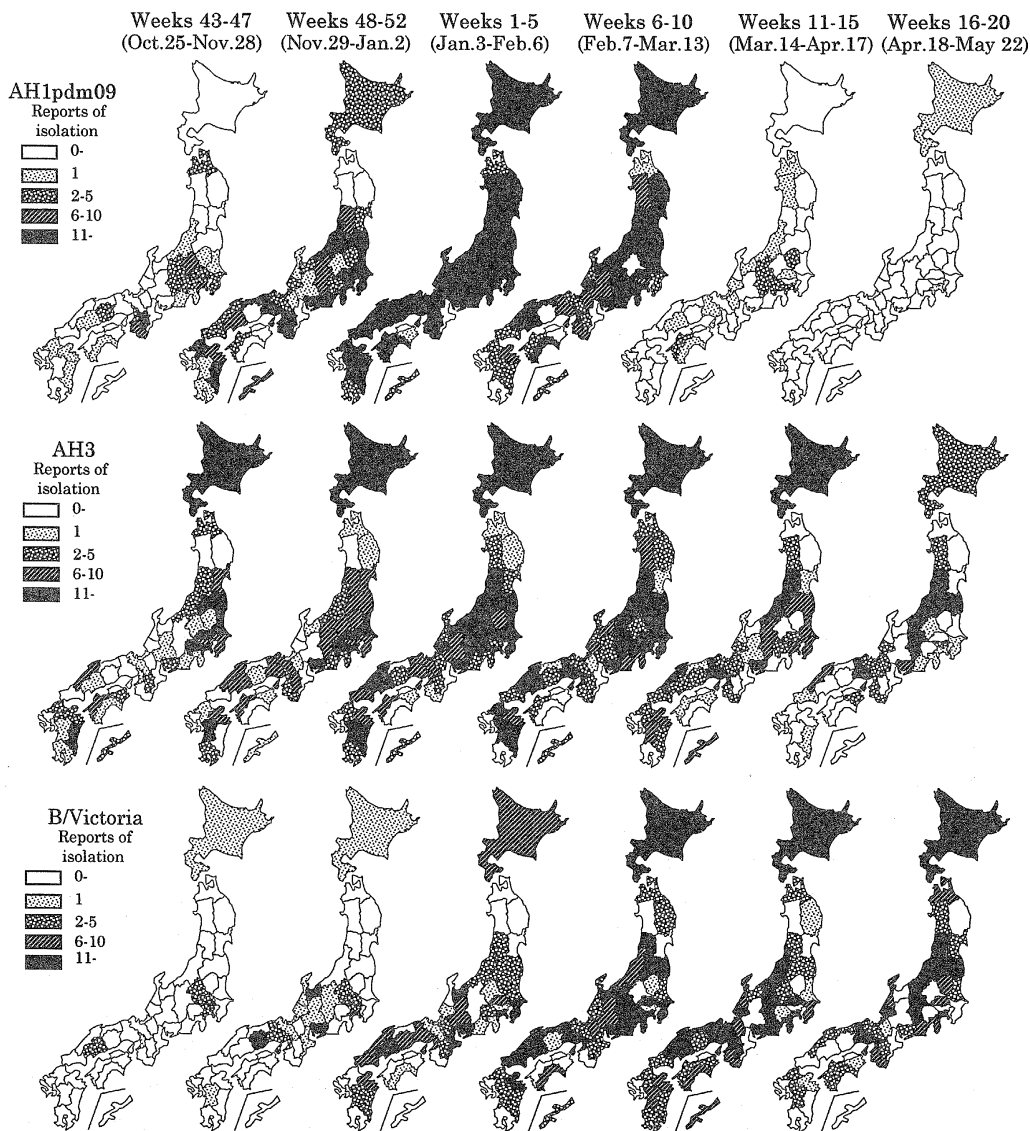 Weeks 43-47
(Oct.25-Nov.28)
Weeks 48-52
(Nov.29-Jan.2)
Weeks 1-5
(Jan.3-Feb.6)
Weeks 6-10
(Feb.7-Mar.13)
Weeks 11-15
(Mar.14-Apr.17)
Weeks 16-20
(Apr.18-May 22)
AH1pdm09
Reports of
isolation
0-
1
2-5
6-10
11-
AH3
Reports of
isolation
0-
1
2-5
6-10
11-
B/Victoria
Reports of
isolation
0-
1
2-5
6-10
11-